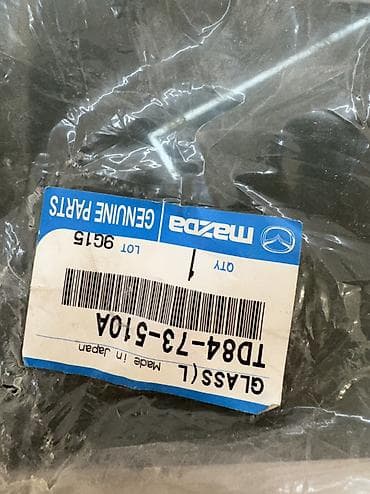 mazda GENUINE PARTS
QTY 1 LOT 9G15
TD84-73-510A
Made in Japan
GLASS(L